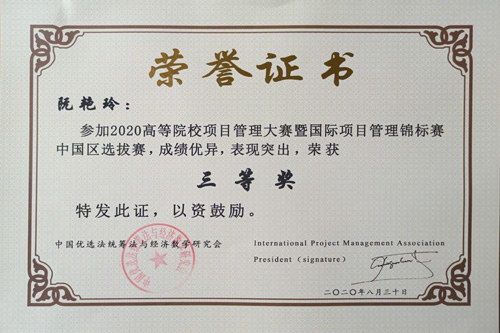 荣誉证书
阮艳玲：
参加2020高等院校项目管理大赛暨国际项目管理锦标赛
中国区选拔赛，成绩优异，表现突出，荣获
三等奖
特发此证，以资鼓励。
中国优选法统筹法与经济数学研究会
International Project Management Association
President (signature)
二〇二〇年八月三十日